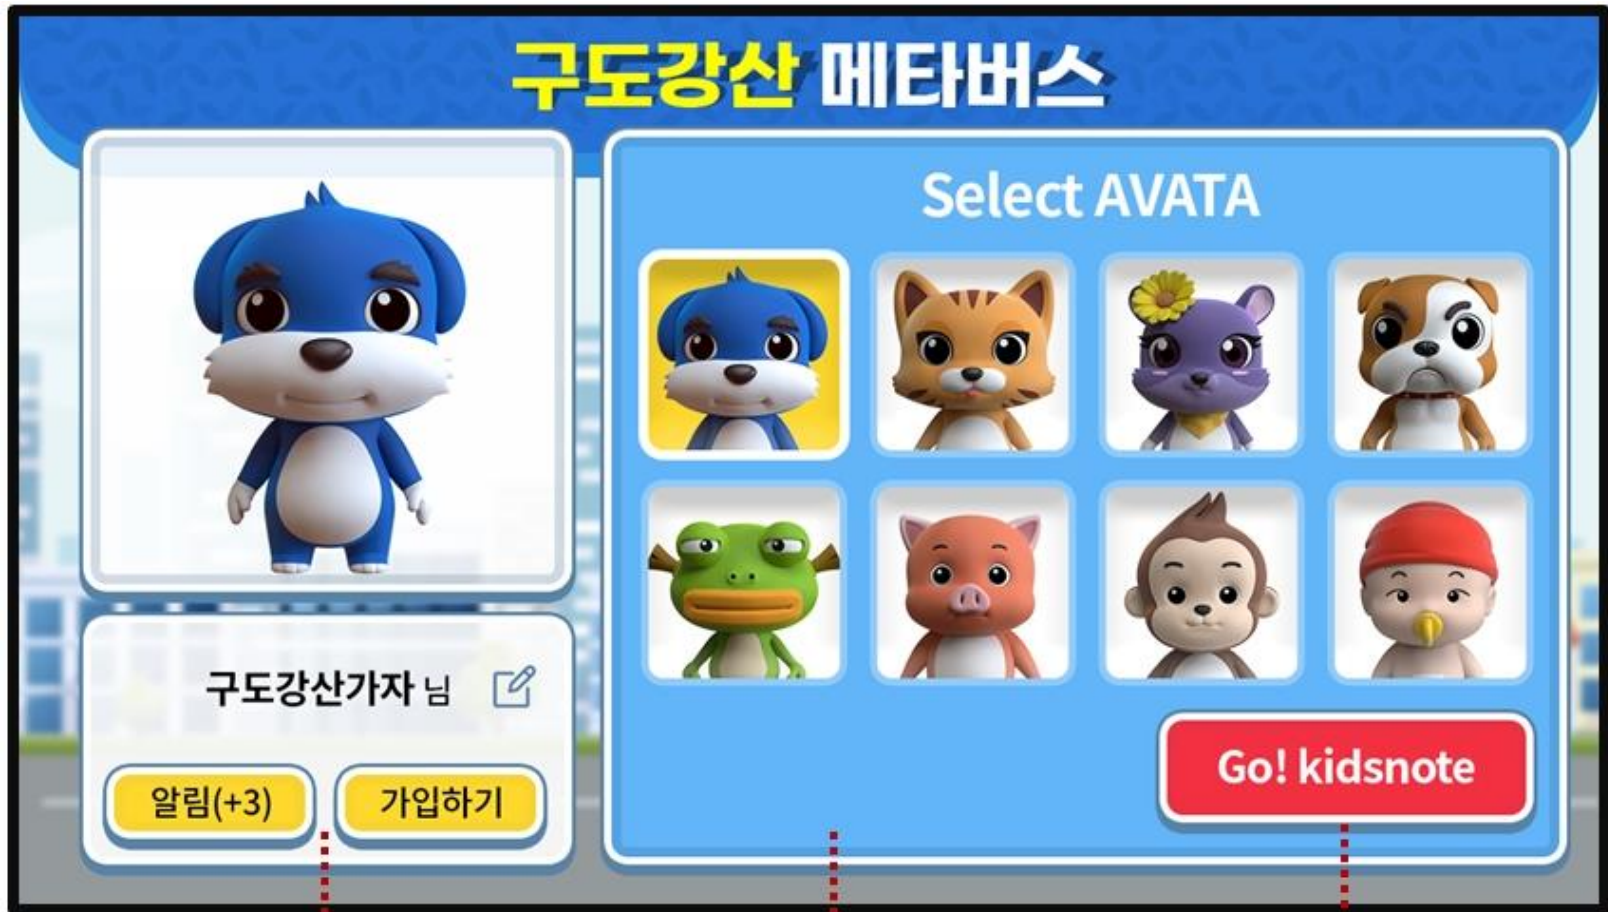 구도강산 메타버스
Select AVATA
구도강산가자 님
알림(+3)
가입하기
Go! kidsnote